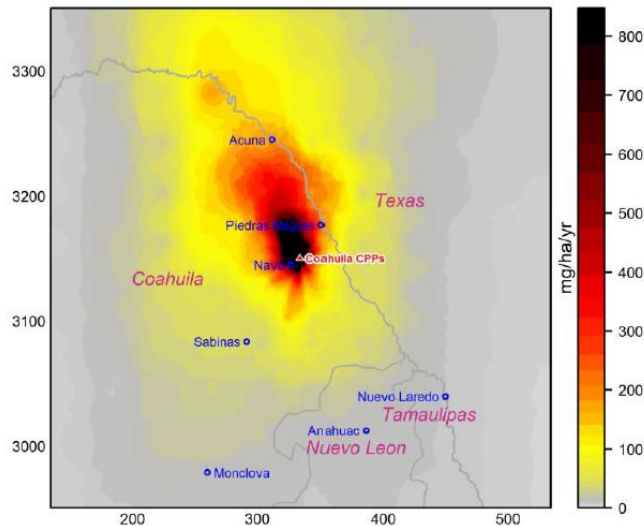 3300
3200
3100
3000
200
300
400
500
Acuna
Texas
Piedras Negras
Coahuila CPPs
Nava
Coahuila
Sabinas
Nuevo Laredo
Tamaulipas
Anahuac
Nuevo Leon
Monclova
800
700
600
500
400
300
200
100
0
mg/ha/yr